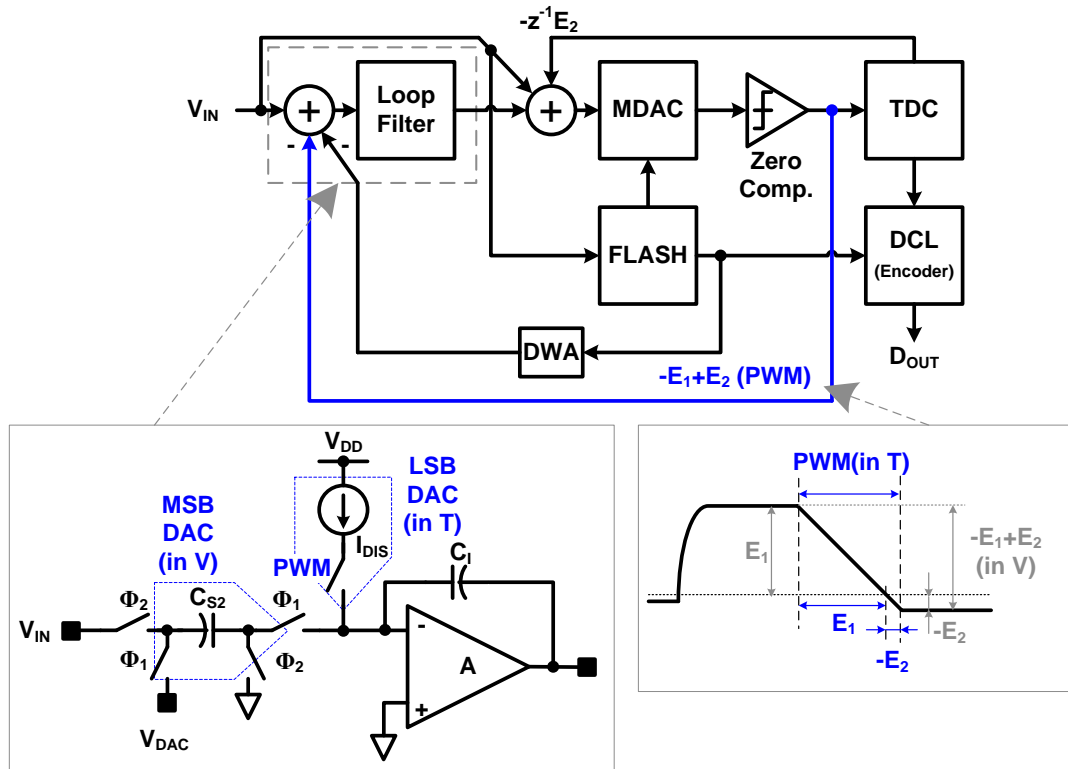 -z⁻¹E₂
V_IN
+
Loop
Filter
+
MDAC
Zero
Comp.
TDC
-
-
FLASH
DCL
(Encoder)
DWA
D_OUT
-E₁+E₂ (PWM)
V_DD
MSB
DAC
(in V)
LSB
DAC
(in T)
PWM
I_DIS
C_I
Φ₂
C_S2
Φ₁
V_IN
Φ₁
Φ₂
-
A
+
V_DAC
PWM(in T)
E₁
-E₁+E₂
(in V)
E₁
-E₂
-E₂